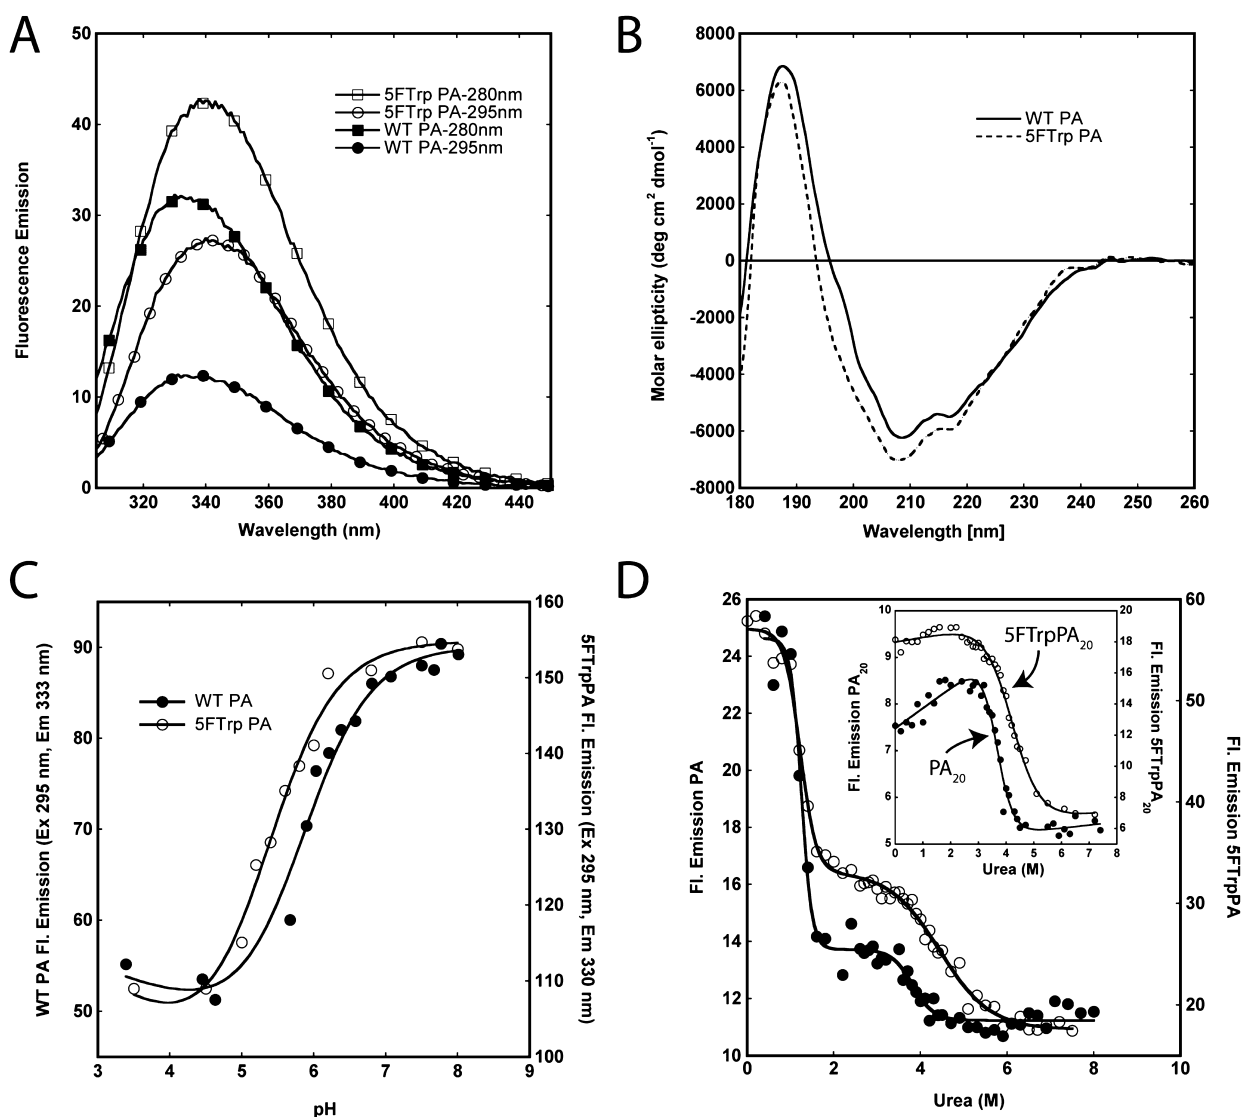 A
50
40
30
20
10
0
Fluorescence Emission
5FTrp PA-280nm
5FTrp PA-295nm
WT PA-280nm
WT PA-295nm
320 340 360 380 400 420 440
Wavelength (nm)
B
8000
6000
4000
2000
0
-2000
-4000
-6000
-8000
Molar ellipticity (deg cm² dmol⁻¹)
WT PA
5FTrp PA
180 190 200 210 220 230 240 250 260
Wavelength [nm]
C
90
80
70
60
50
WT PA Fl. Emission (Ex 295 nm, Em 333 nm)
WT PA
5FTrp PA
160
150
140
130
120
110
100
5FTrpPA Fl. Emission (Ex 295 nm, Em 330 nm)
3 4 5 6 7 8 9
pH
D
26
24
22
20
18
16
14
12
10
Fl. Emission PA
10
9
8
7
6
5
Fl. Emission PA₂₀
5FTrpPA₂₀
PA₂₀
20
18
16
14
12
10
8
6
Fl. Emission 5FTrpPA₂₀
0 1 2 3 4 5 6 7 8
Urea (M)
60
50
40
30
20
Fl. Emission 5FTrpPA
0 2 4 6 8 10
Urea (M)